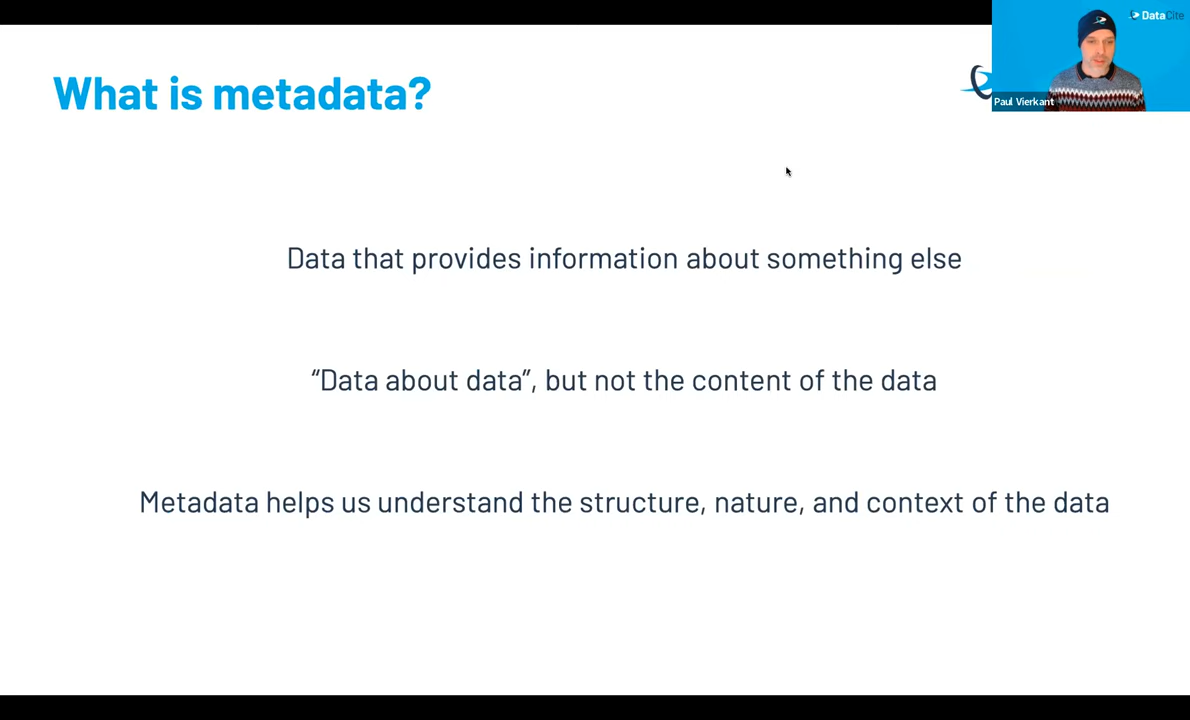 What is metadata?
DataCite
Paul Vierkant
Data that provides information about something else
“Data about data”, but not the content of the data
Metadata helps us understand the structure, nature, and context of the data